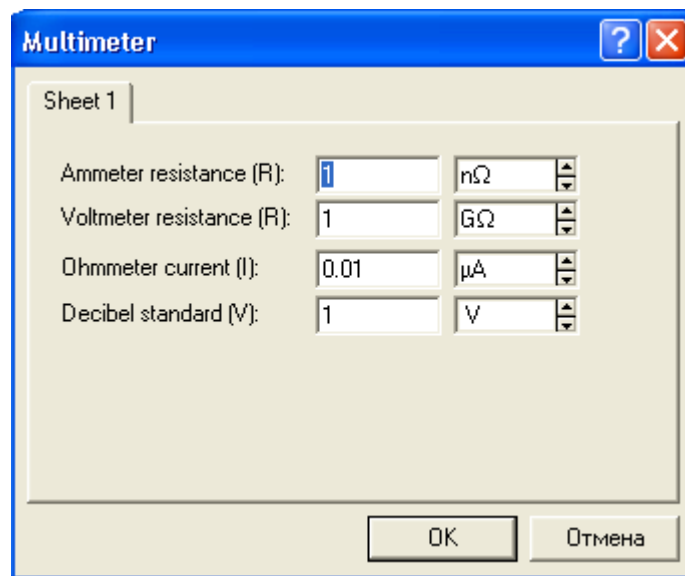 Multimeter
Sheet 1
Ammeter resistance (R): 1 nΩ
Voltmeter resistance (R): 1 GΩ
Ohmmeter current (I): 0.01 µA
Decibel standard (V): 1 V
OK Отмена